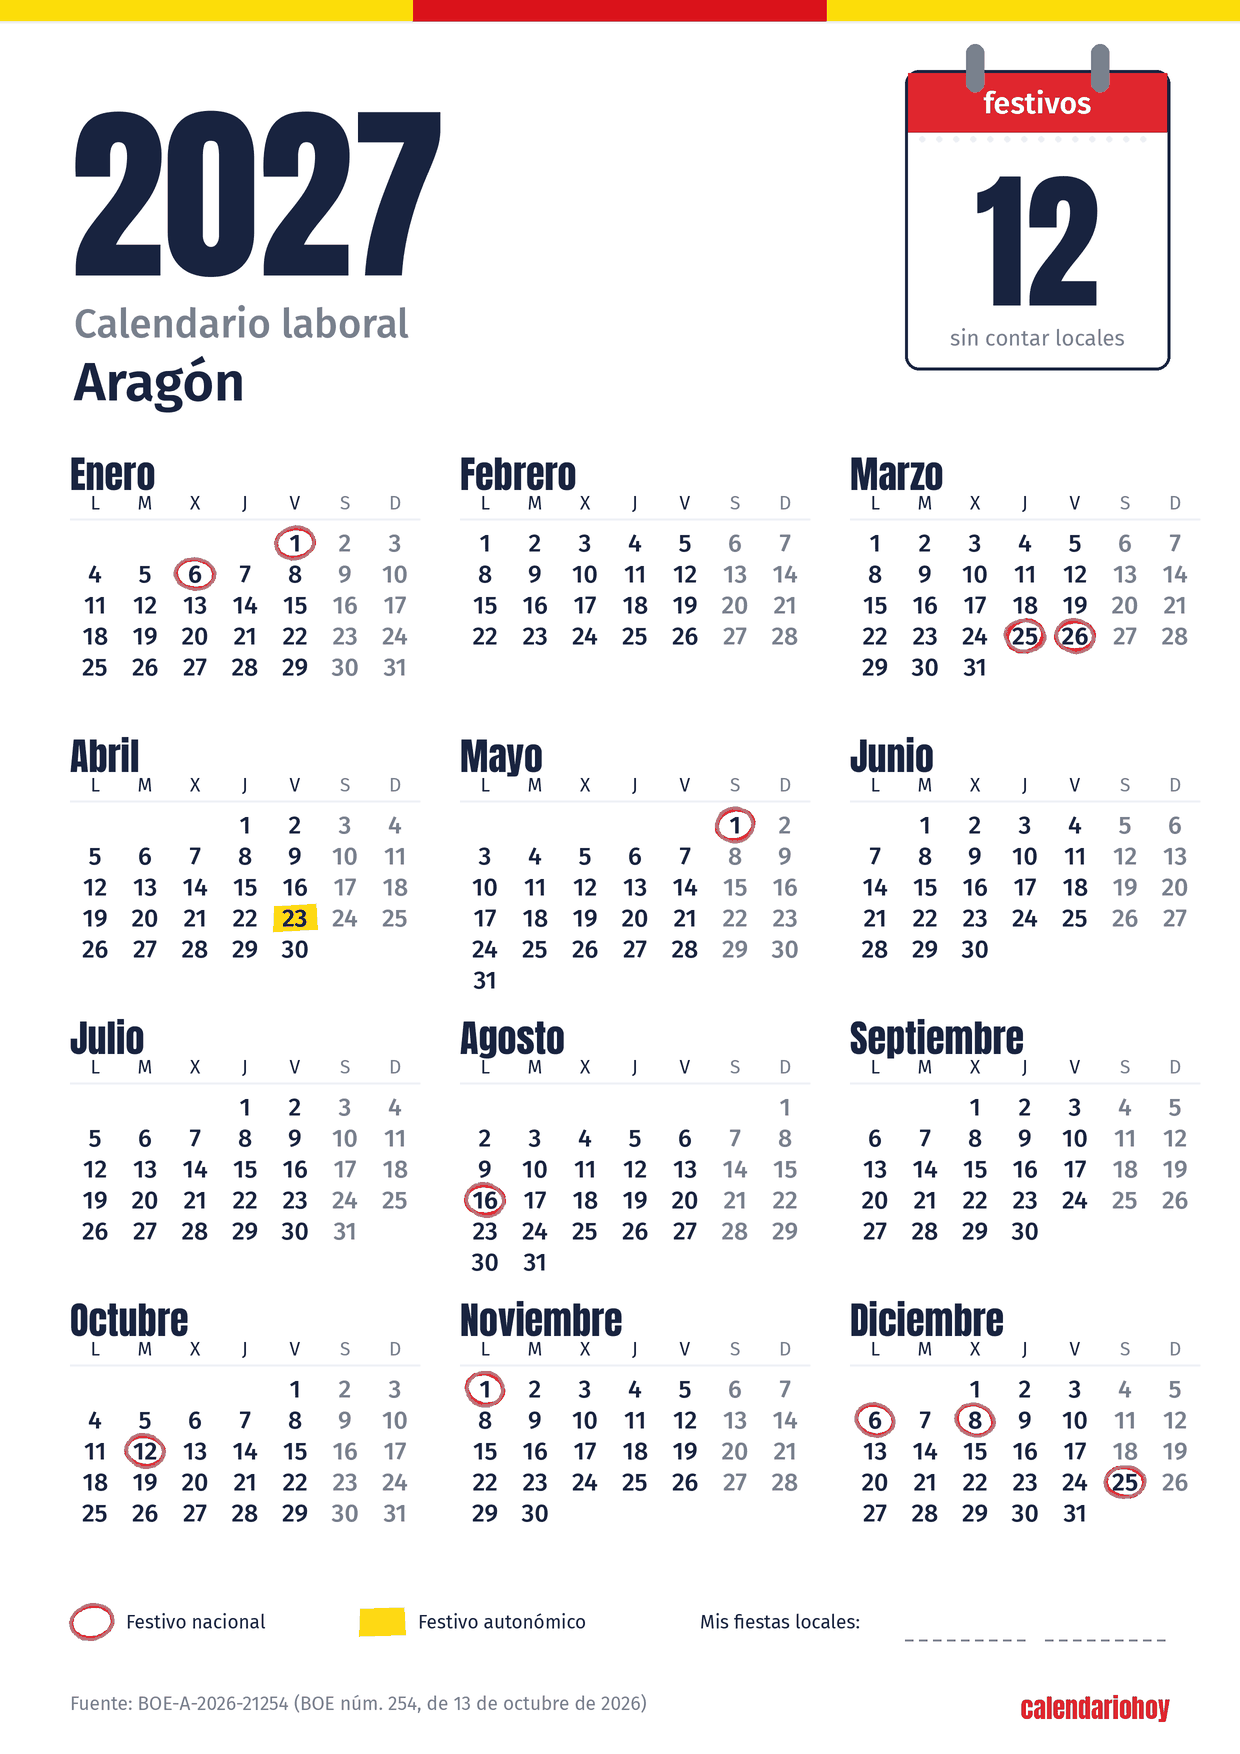 festivos
2027
12
sin contar locales
Calendario laboral
Aragón
Enero
L M X J V S D
1 2 3
4 5 6 7 8 9 10
11 12 13 14 15 16 17
18 19 20 21 22 23 24
25 26 27 28 29 30 31
Febrero
L M X J V S D
1 2 3 4 5 6 7
8 9 10 11 12 13 14
15 16 17 18 19 20 21
22 23 24 25 26 27 28
Marzo
L M X J V S D
1 2 3 4 5 6 7
8 9 10 11 12 13 14
15 16 17 18 19 20 21
22 23 24 25 26 27 28
29 30 31
Abril
L M X J V S D
1 2 3 4
5 6 7 8 9 10 11
12 13 14 15 16 17 18
19 20 21 22 23 24 25
26 27 28 29 30
Mayo
L M X J V S D
1 2
3 4 5 6 7 8 9
10 11 12 13 14 15 16
17 18 19 20 21 22 23
24 25 26 27 28 29 30
31
Junio
L M X J V S D
1 2 3 4 5 6
7 8 9 10 11 12 13
14 15 16 17 18 19 20
21 22 23 24 25 26 27
28 29 30
Julio
L M X J V S D
1 2 3 4
5 6 7 8 9 10 11
12 13 14 15 16 17 18
19 20 21 22 23 24 25
26 27 28 29 30 31
Agosto
L M X J V S D
1
2 3 4 5 6 7 8
9 10 11 12 13 14 15
16 17 18 19 20 21 22
23 24 25 26 27 28 29
30 31
Septiembre
L M X J V S D
1 2 3 4 5
6 7 8 9 10 11 12
13 14 15 16 17 18 19
20 21 22 23 24 25 26
27 28 29 30
Octubre
L M X J V S D
1 2 3
4 5 6 7 8 9 10
11 12 13 14 15 16 17
18 19 20 21 22 23 24
25 26 27 28 29 30 31
Noviembre
L M X J V S D
1 2 3 4 5 6 7
8 9 10 11 12 13 14
15 16 17 18 19 20 21
22 23 24 25 26 27 28
29 30
Diciembre
L M X J V S D
1 2 3 4 5
6 7 8 9 10 11 12
13 14 15 16 17 18 19
20 21 22 23 24 25 26
27 28 29 30 31
Festivo nacional
Festivo autonómico
Mis fiestas locales:
Fuente: BOE-A-2026-21254 (BOE núm. 254, de 13 de octubre de 2026)
calendariohoy